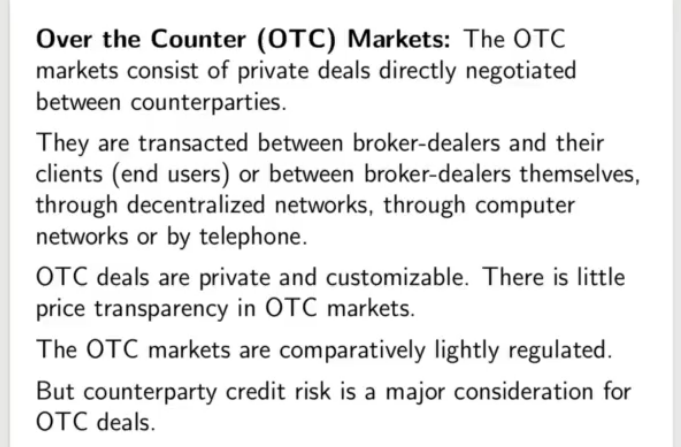 Over the Counter (OTC) Markets: The OTC
markets consist of private deals directly negotiated
between counterparties.
They are transacted between broker-dealers and their
clients (end users) or between broker-dealers themselves,
through decentralized networks, through computer
networks or by telephone.
OTC deals are private and customizable. There is little
price transparency in OTC markets.
The OTC markets are comparatively lightly regulated.
But counterparty credit risk is a major consideration for
OTC deals.